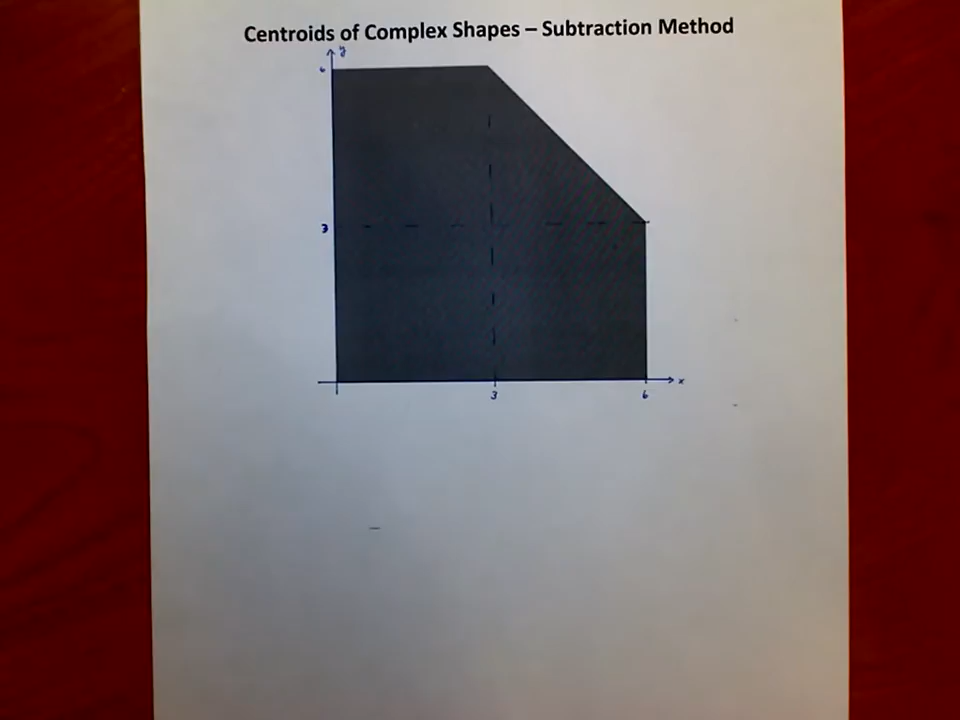 Centroids of Complex Shapes – Subtraction Method
y
6
3
x
3
6